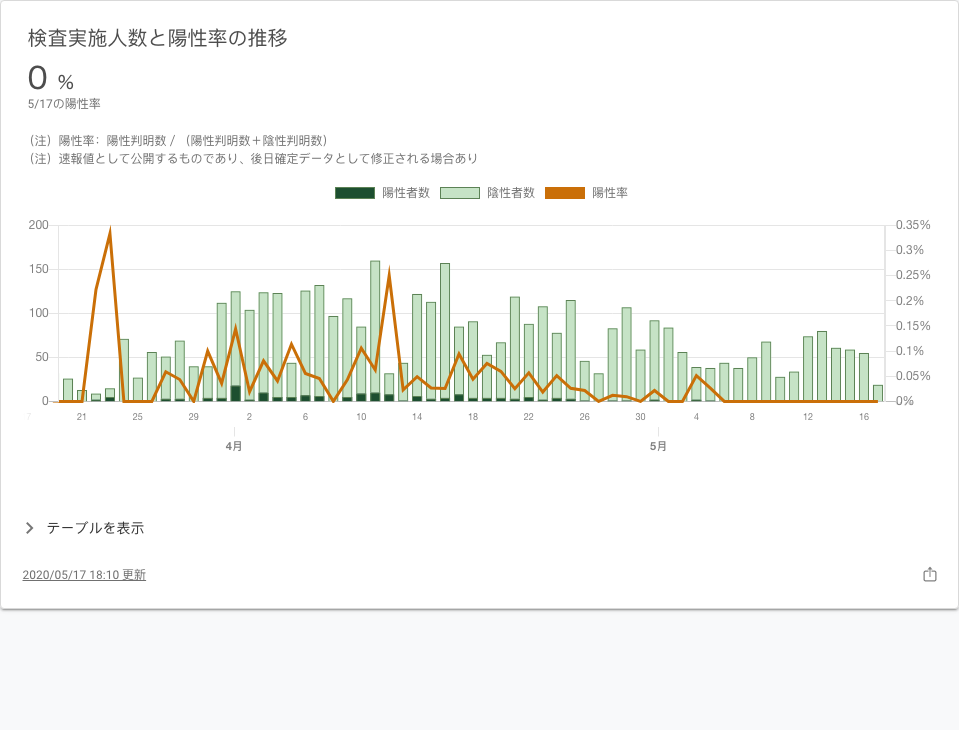 検査実施人数と陽性率の推移
0 %
5/17の陽性率
（注）陽性率：陽性判明数 / （陽性判明数＋陰性判明数）
（注）速報値として公開するものであり、後日確定データとして修正される場合あり
陽性者数 陰性者数 陽性率
200 0.35%
0.3%
150 0.25%
0.2%
100 0.15%
0.1%
50 0.05%
0 0%
21 25 29 2 6 10 14 18 22 26 30 4 8 12 16
4月 5月
テーブルを表示
2020/05/17 18:10 更新